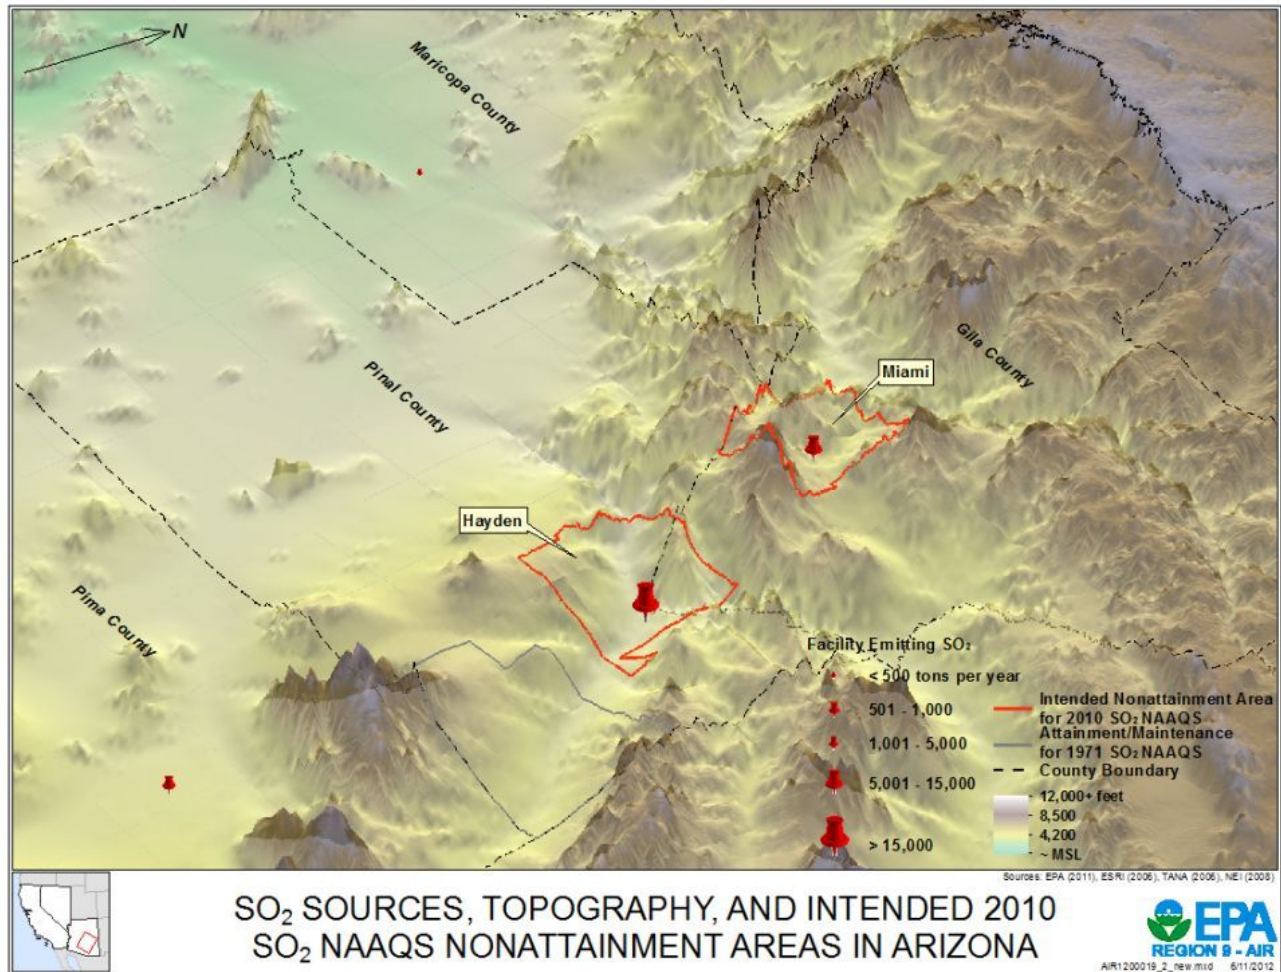 N
Maricopa County
Gila County
Miami
Pinal County
Hayden
Pima County
Facility Emitting SO₂
< 500 tons per year
501 - 1,000
1,001 - 5,000
5,001 - 15,000
> 15,000
Intended Nonattainment Area
for 2010 SO₂ NAAQS
Attainment/Maintenance
for 1971 SO₂ NAAQS
County Boundary
12,000+ feet
8,500
4,200
~ MSL
Sources: EPA (2011), ESRI (2006), TANA (2006), NEI (2008)
SO₂ SOURCES, TOPOGRAPHY, AND INTENDED 2010
SO₂ NAAQS NONATTAINMENT AREAS IN ARIZONA
EPA
REGION 9 - AIR
AIR1200019_2_new.mxd 6/11/2012